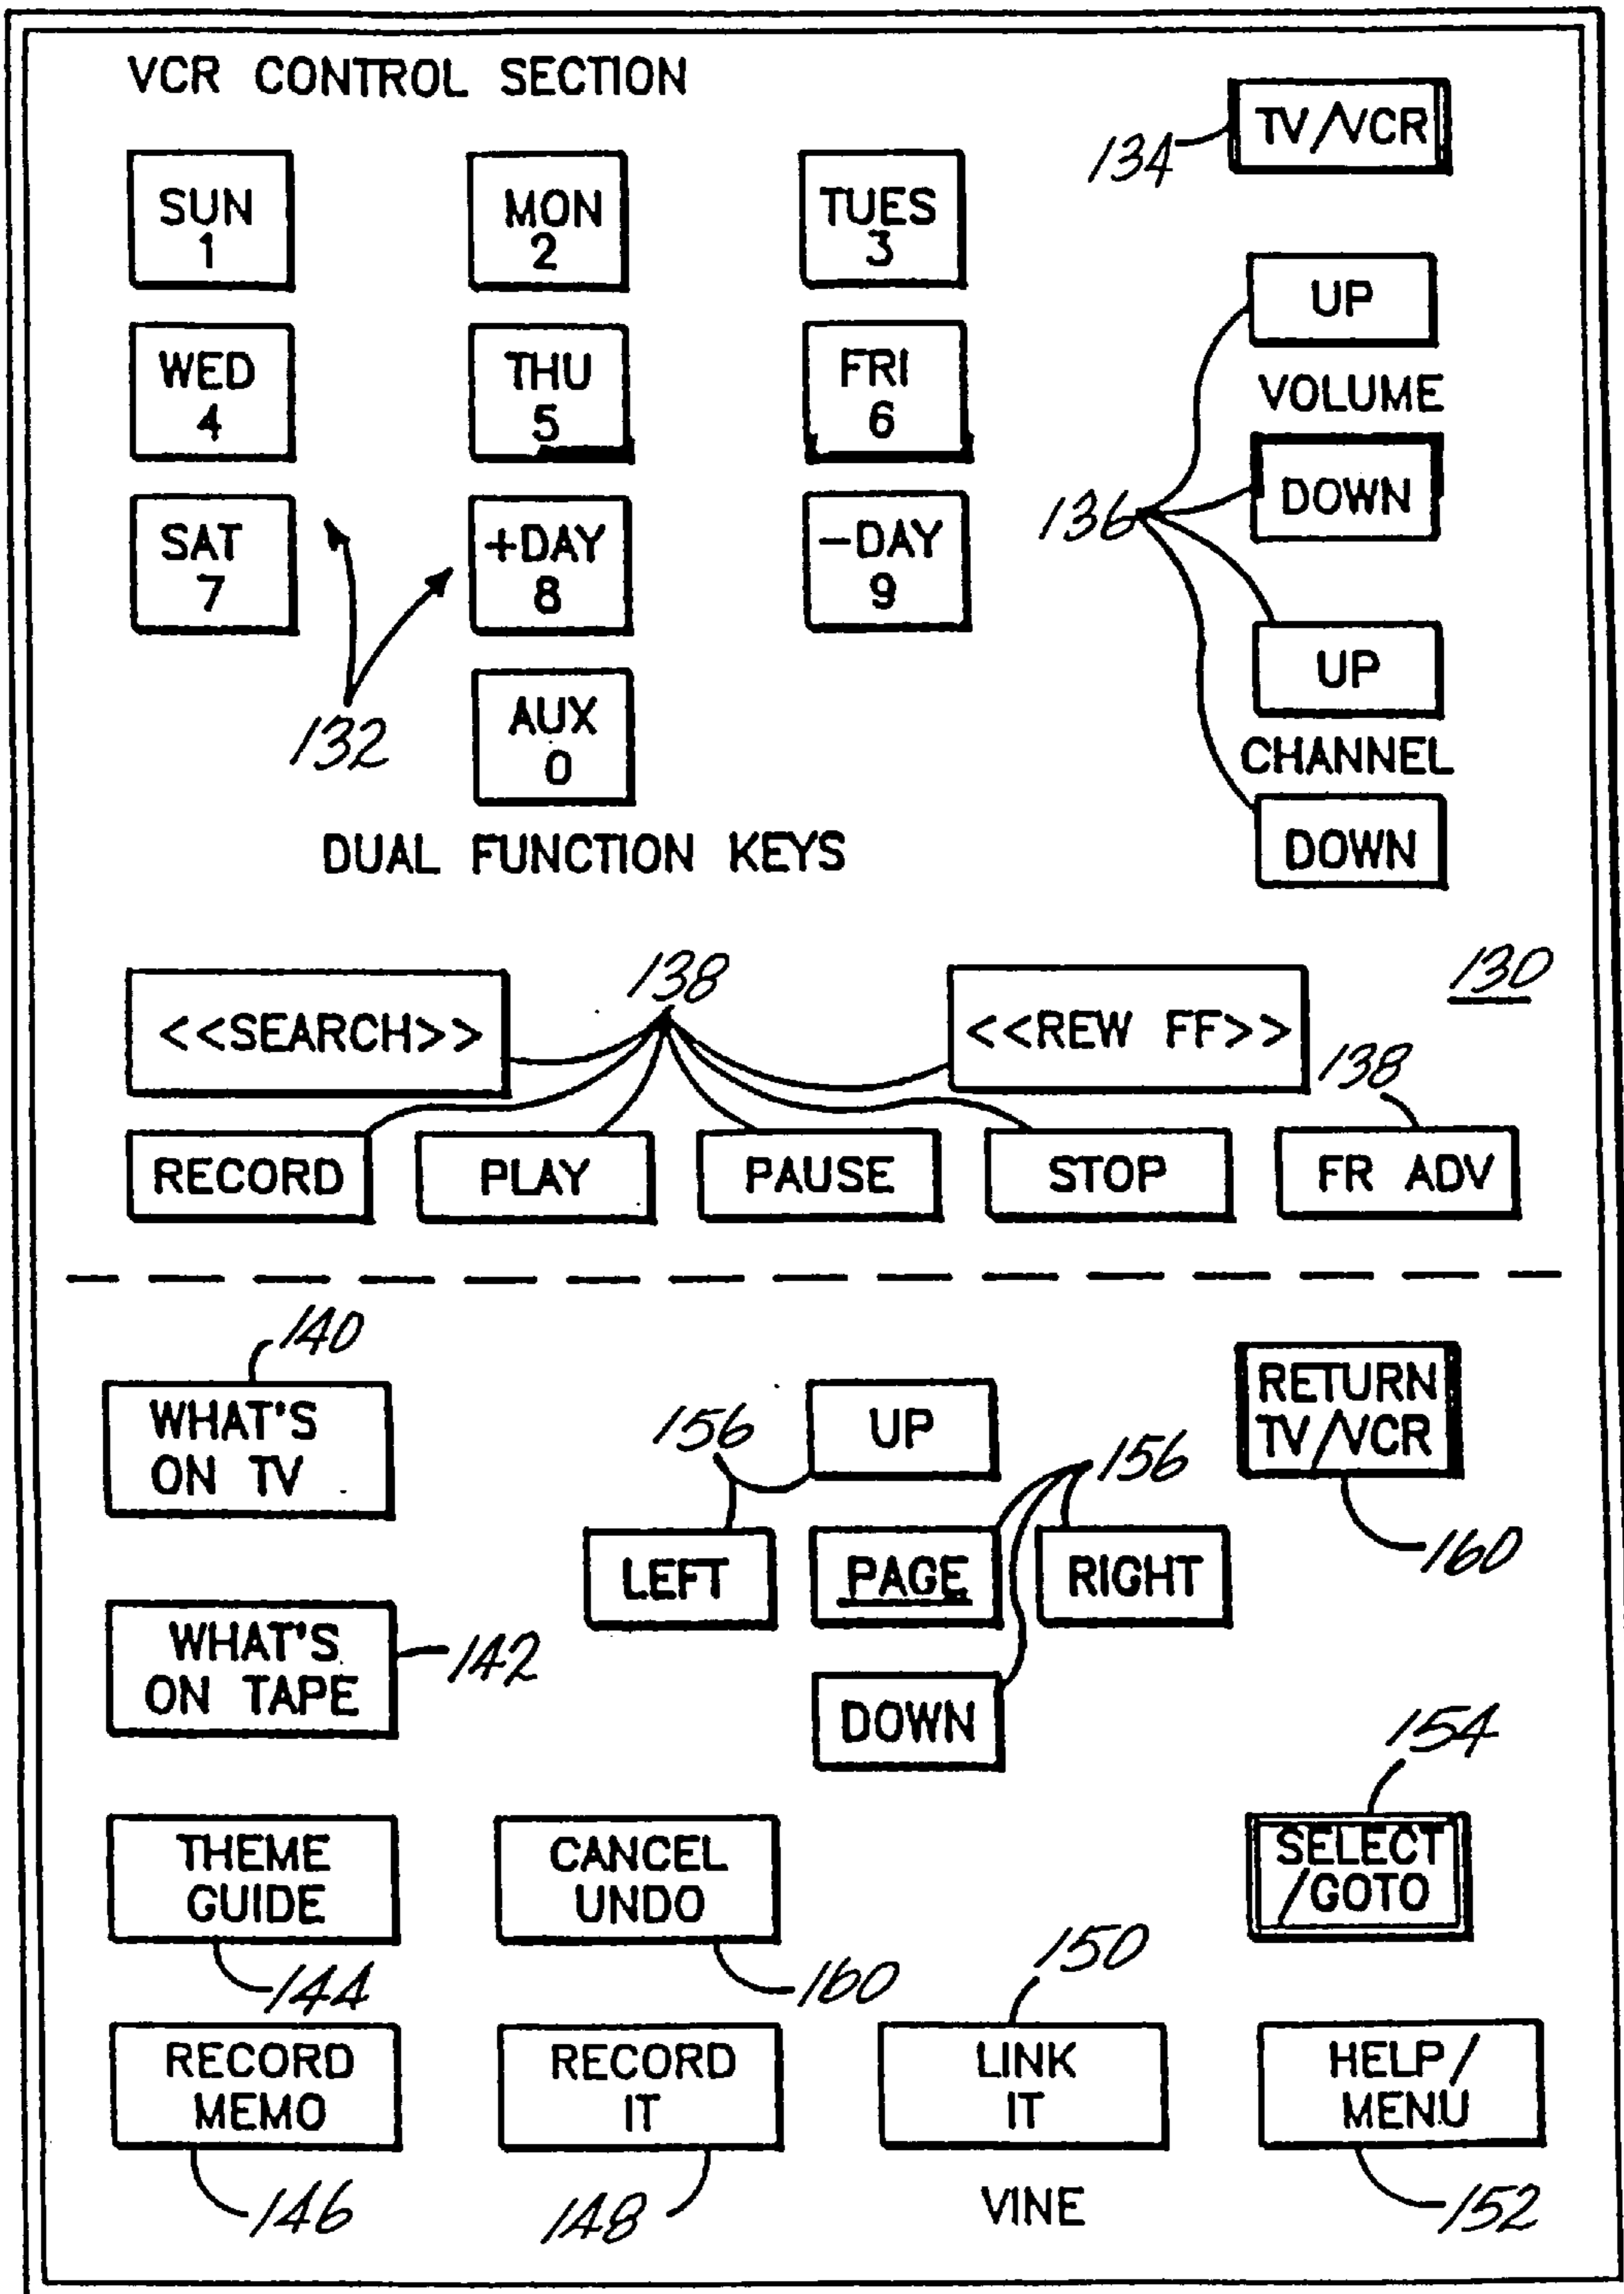 VCR CONTROL SECTION
TV/VCR
134
SUN
1
MON
2
TUES
3
UP
VOLUME
DOWN
WED
4
THU
5
FRI
6
136
SAT
7
+DAY
8
-DAY
9
UP
CHANNEL
DOWN
132
AUX
0
DUAL FUNCTION KEYS
<<SEARCH>>
138
<<REW FF>>
130
138
RECORD
PLAY
PAUSE
STOP
FR ADV
140
WHAT'S
ON TV
156
UP
156
RETURN
TV/VCR
160
LEFT
PAGE
RIGHT
WHAT'S
ON TAPE
142
DOWN
154
THEME
GUIDE
CANCEL
UNDO
SELECT
/GOTO
144
160
150
RECORD
MEMO
RECORD
IT
LINK
IT
HELP/
MENU
146
148
VINE
152